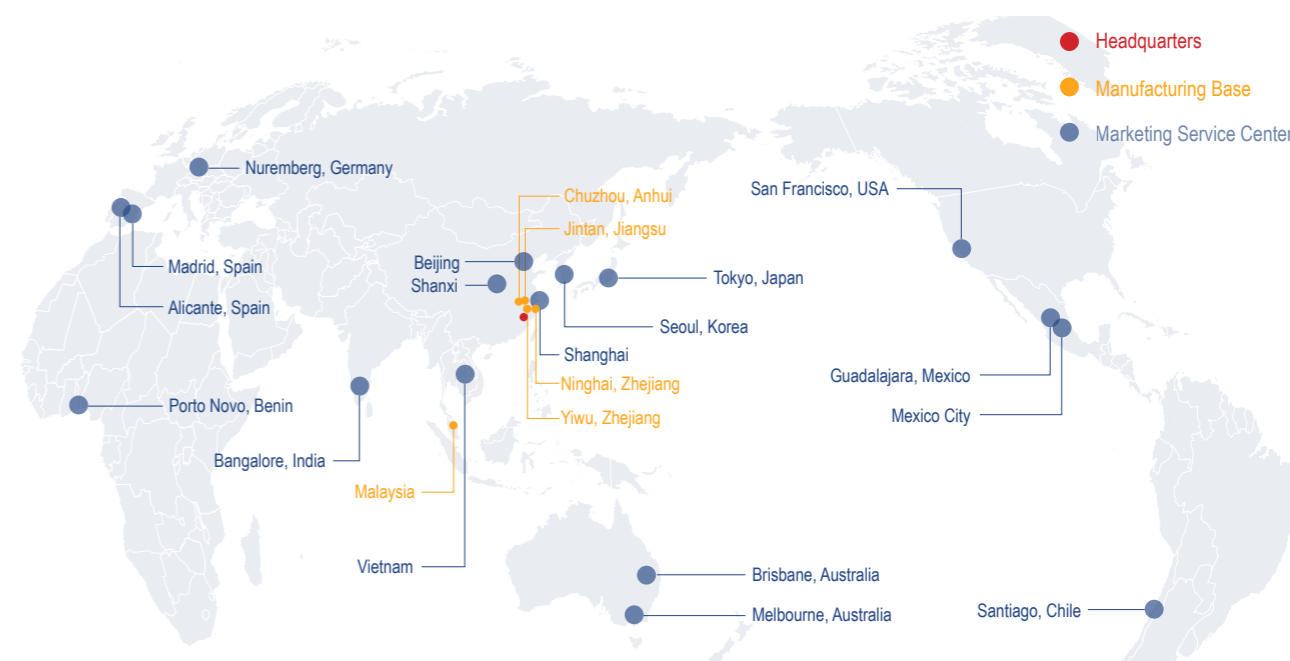 Headquarters
Manufacturing Base
Marketing Service Center
Nuremberg, Germany
Chuzhou, Anhui
San Francisco, USA
Jintan, Jiangsu
Beijing
Madrid, Spain
Tokyo, Japan
Shanxi
Alicante, Spain
Seoul, Korea
Shanghai
Guadalajara, Mexico
Ninghai, Zhejiang
Porto Novo, Benin
Mexico City
Yiwu, Zhejiang
Bangalore, India
Malaysia
Vietnam
Brisbane, Australia
Santiago, Chile
Melbourne, Australia